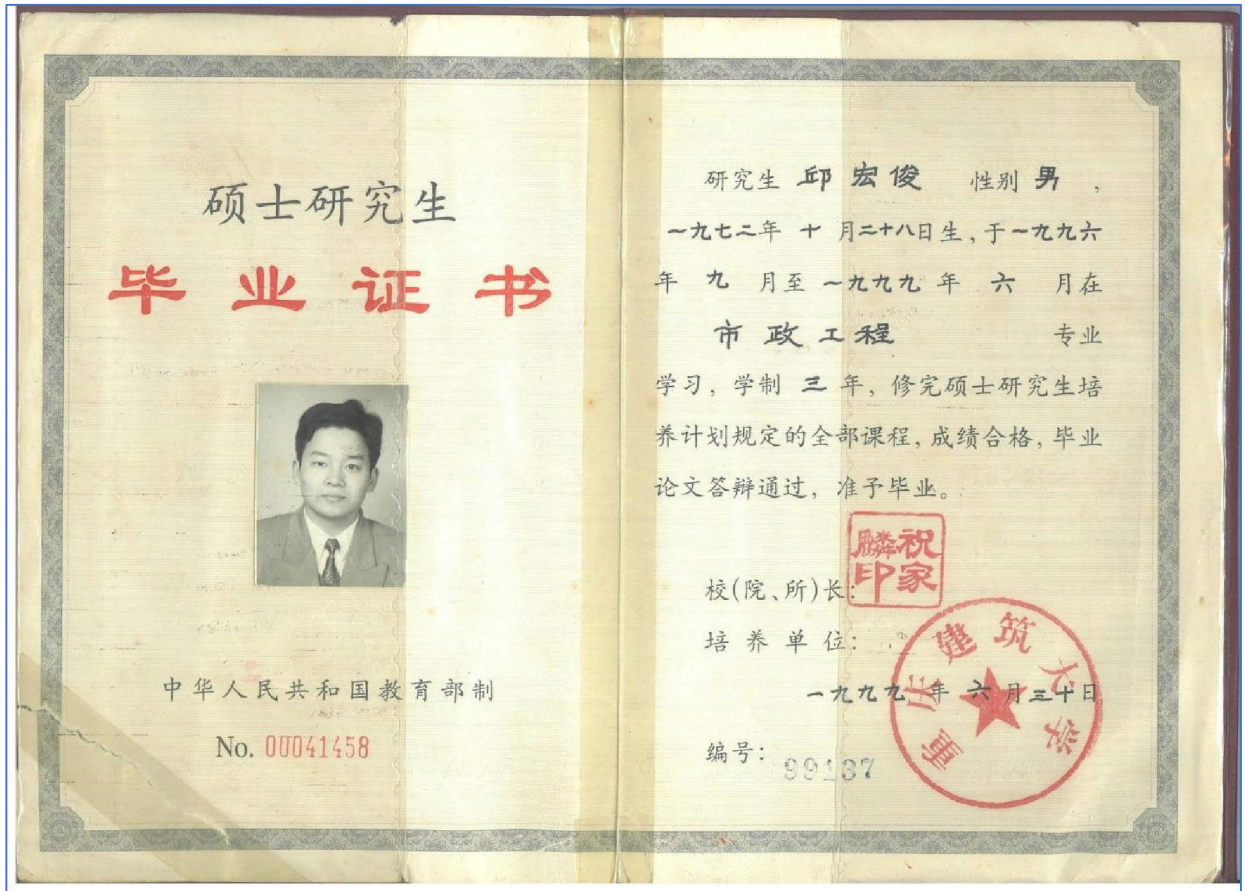 硕士研究生
毕业证书
中华人民共和国教育部制
No. 00041458
研究生 邱宏俊 性别 男，
一九七二年 十 月二十八日生，于一九九六
年 九 月至 一九九九 年 六 月在
市政工程 专业
学习，学制 三 年，修完硕士研究生培
养计划规定的全部课程，成绩合格，毕业
论文答辩通过，准予毕业。
祝家麟印
校(院、所)长：
培养单位：
重庆建筑大学
一九九九 年 六 月三十日
编号：99137